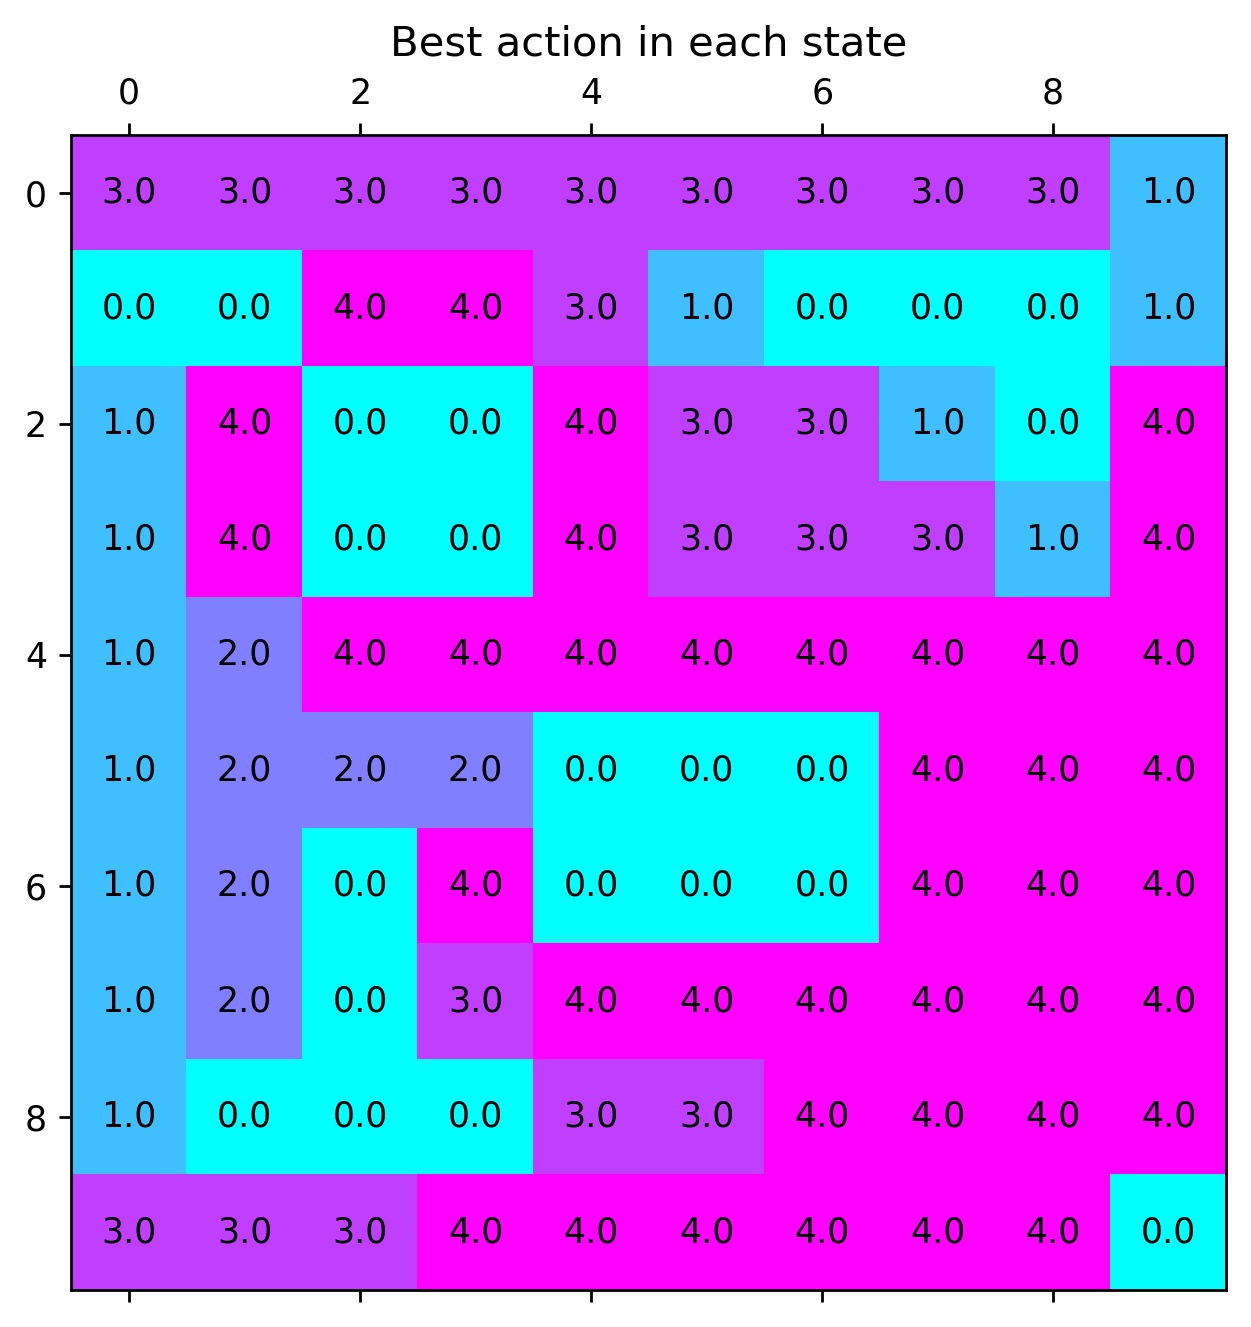 Best action in each state
0 2 4 6 8
0 3.0 3.0 3.0 3.0 3.0 3.0 3.0 3.0 3.0 1.0
0.0 0.0 4.0 4.0 3.0 1.0 0.0 0.0 0.0 1.0
2 1.0 4.0 0.0 0.0 4.0 3.0 3.0 1.0 0.0 4.0
1.0 4.0 0.0 0.0 4.0 3.0 3.0 3.0 1.0 4.0
4 1.0 2.0 4.0 4.0 4.0 4.0 4.0 4.0 4.0 4.0
1.0 2.0 2.0 2.0 0.0 0.0 0.0 4.0 4.0 4.0
6 1.0 2.0 0.0 4.0 0.0 0.0 0.0 4.0 4.0 4.0
1.0 2.0 0.0 3.0 4.0 4.0 4.0 4.0 4.0 4.0
8 1.0 0.0 0.0 0.0 3.0 3.0 4.0 4.0 4.0 4.0
3.0 3.0 3.0 4.0 4.0 4.0 4.0 4.0 4.0 0.0